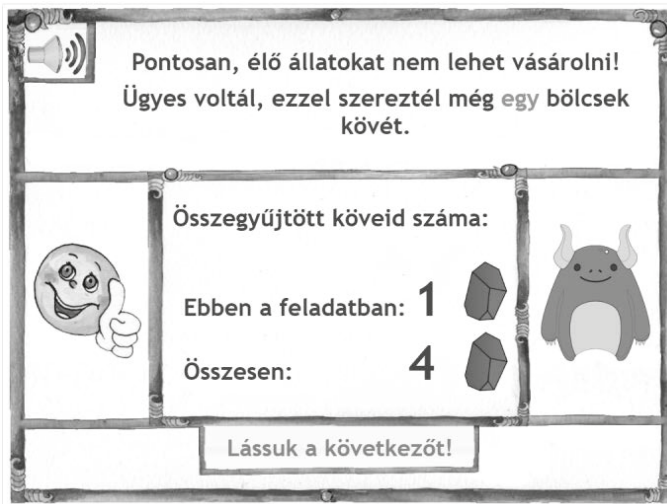 Pontosan, élő állatokat nem lehet vásárolni!
Ügyes voltál, ezzel szereztél még egy bölcsek
kövét.
Összegyűjtött köveid száma:
Ebben a feladatban: 1
Összesen: 4
Lássuk a következőt!